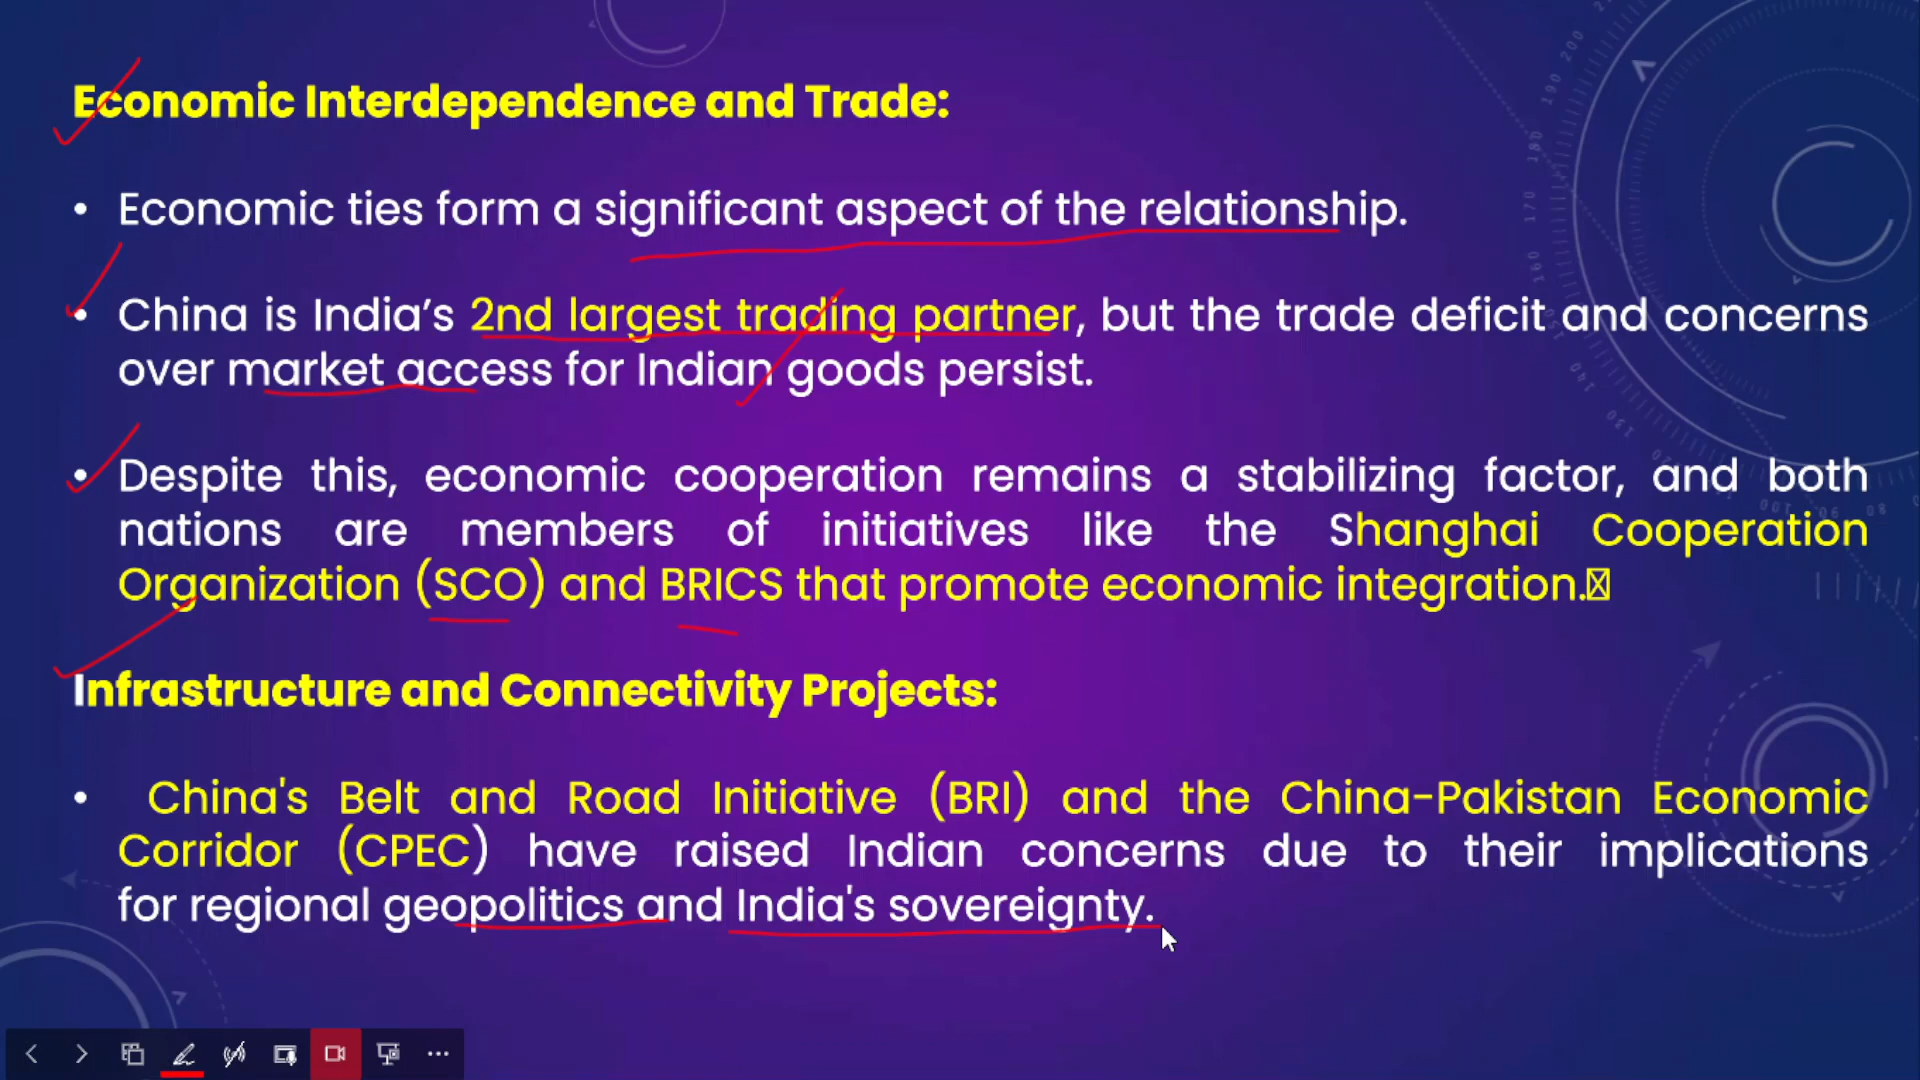 Economic Interdependence and Trade:
• Economic ties form a significant aspect of the relationship.
• China is India’s 2nd largest trading partner, but the trade deficit and concerns
over market access for Indian goods persist.
• Despite this, economic cooperation remains a stabilizing factor, and both
nations are members of initiatives like the Shanghai Cooperation
Organization (SCO) and BRICS that promote economic integration.
Infrastructure and Connectivity Projects:
• China's Belt and Road Initiative (BRI) and the China-Pakistan Economic
Corridor (CPEC) have raised Indian concerns due to their implications
for regional geopolitics and India's sovereignty.